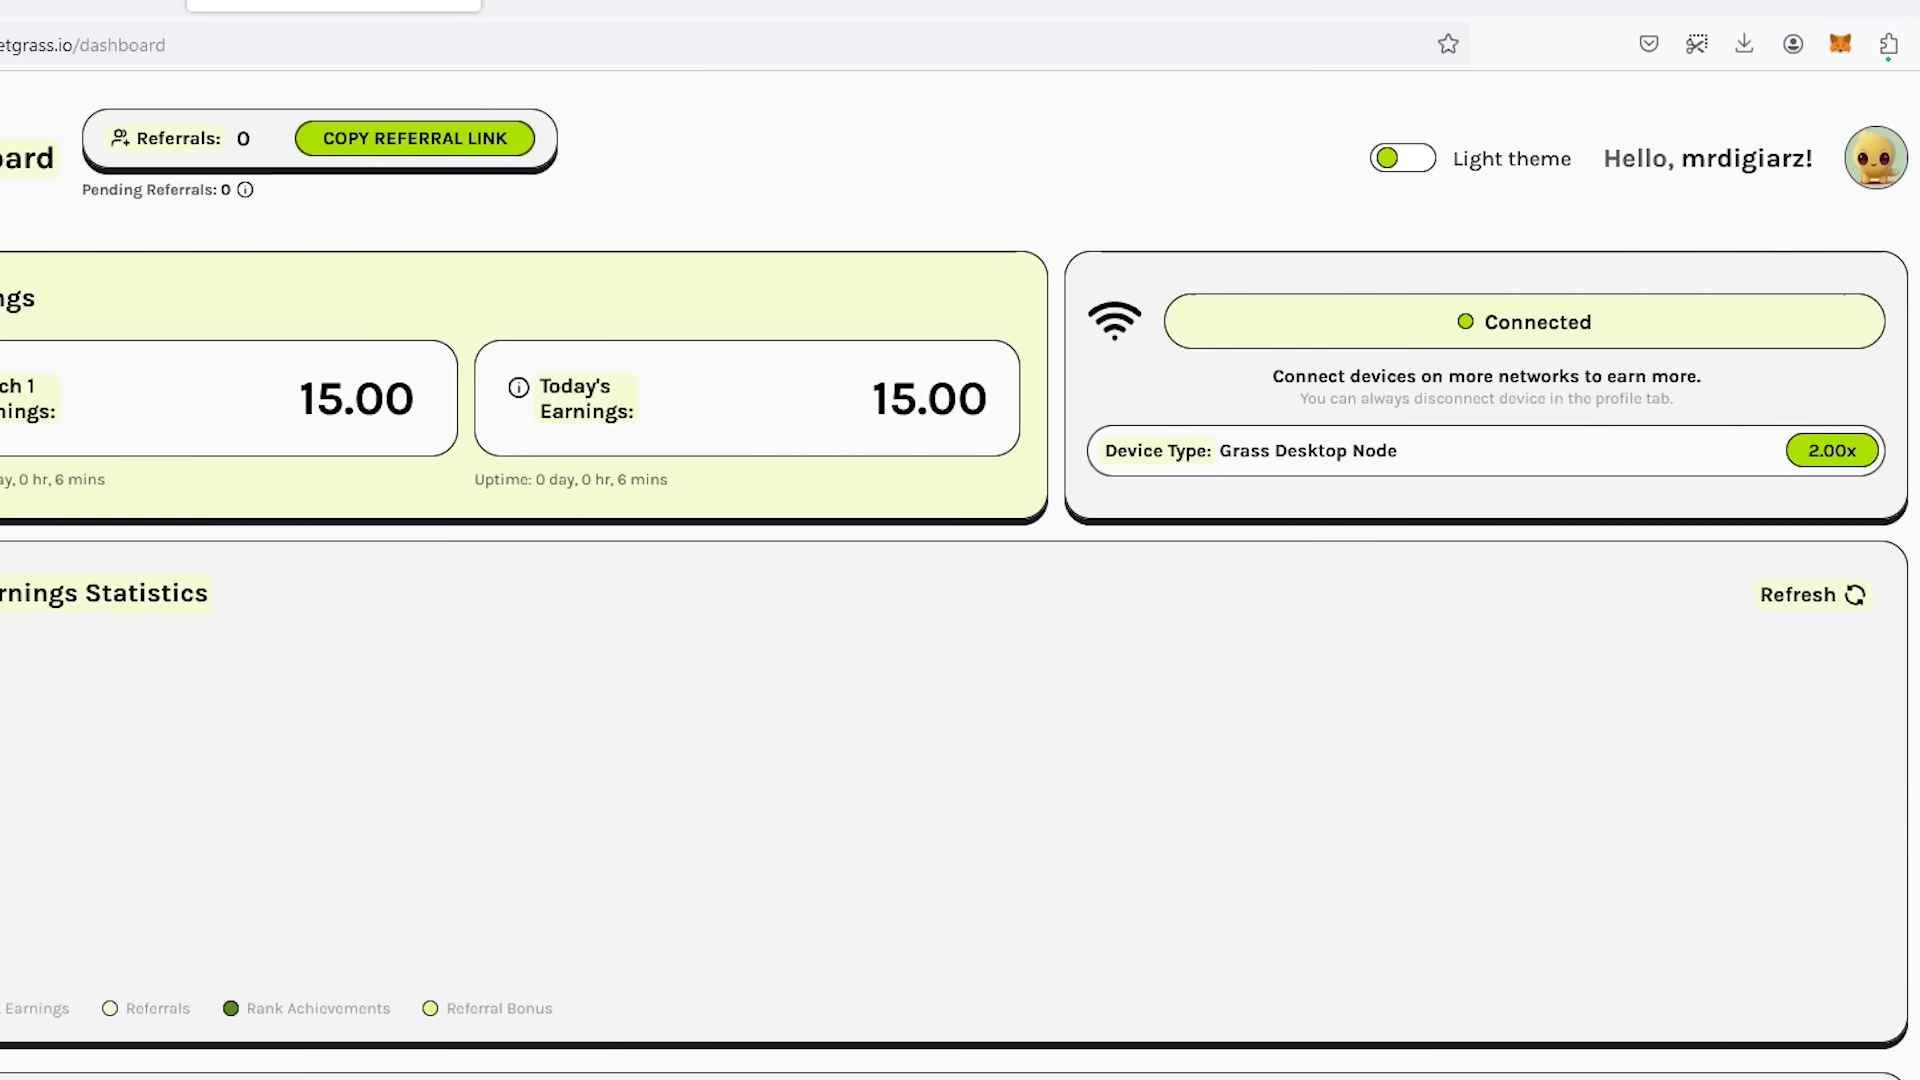 etgrass.io/dashboard
Referrals: 0 COPY REFERRAL LINK
oard
Light theme Hello, mrdigiarz!
Pending Referrals: 0
ngs
Connected
Connect devices on more networks to earn more.
You can always disconnect device in the profile tab.
ch 1
nings:
15.00
Today's
Earnings:
15.00
Device Type: Grass Desktop Node 2.00x
ay, 0 hr, 6 mins
Uptime: 0 day, 0 hr, 6 mins
rnings Statistics
Refresh
Earnings Referrals Rank Achievements Referral Bonus